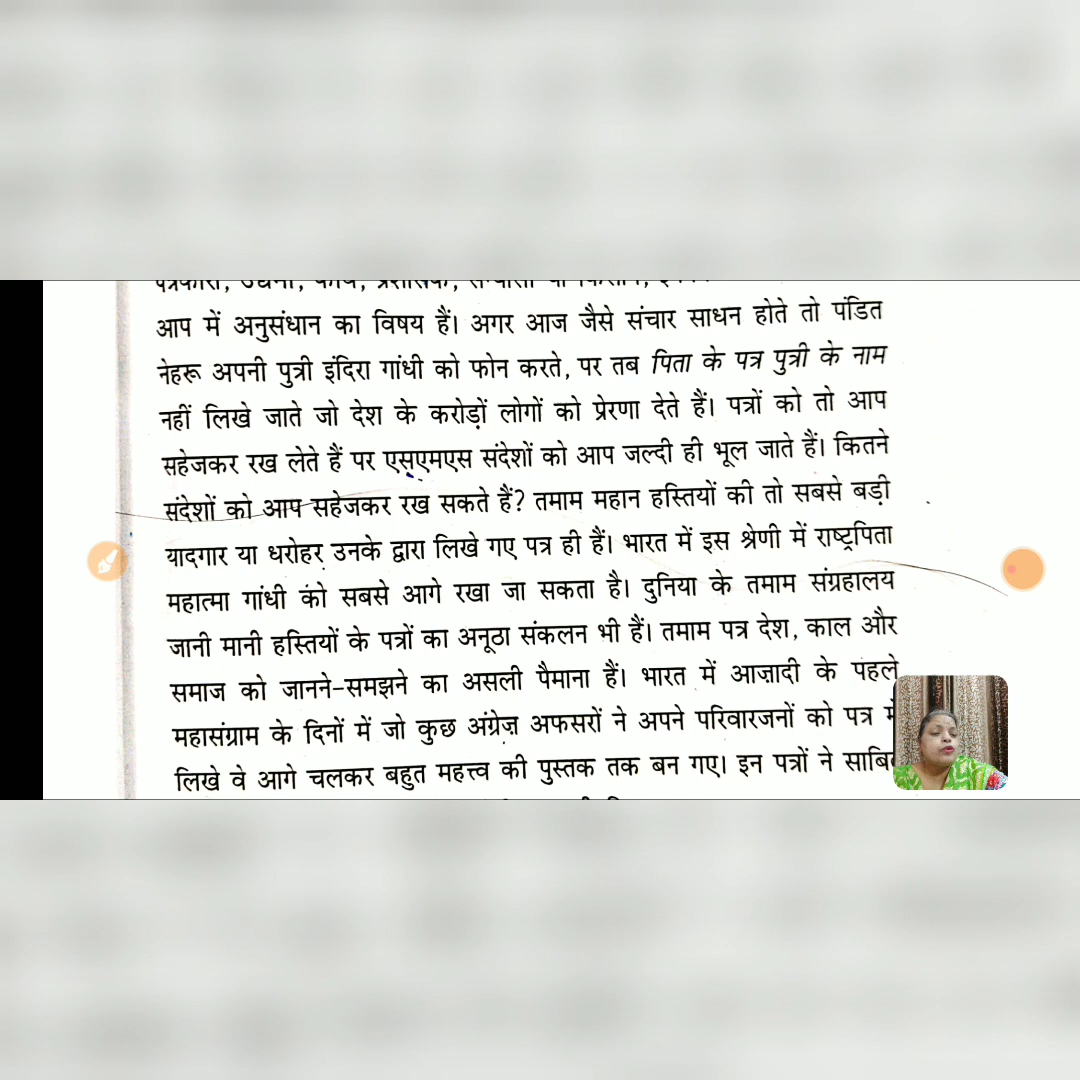 आप में अनुसंधान का विषय हैं। अगर आज जैसे संचार साधन होते तो पंडित
नेहरू अपनी पुत्री इंदिरा गांधी को फोन करते, पर तब पिता के पत्र पुत्री के नाम
नहीं लिखे जाते जो देश के करोड़ों लोगों को प्रेरणा देते हैं। पत्रों को तो आप
सहेजकर रख लेते हैं पर एसएमएस संदेशों को आप जल्दी ही भूल जाते हैं। कितने
संदेशों को आप सहेजकर रख सकते हैं? तमाम महान हस्तियों की तो सबसे बड़ी
यादगार या धरोहर उनके द्वारा लिखे गए पत्र ही हैं। भारत में इस श्रेणी में राष्ट्रपिता
महात्मा गांधी को सबसे आगे रखा जा सकता है। दुनिया के तमाम संग्रहालय
जानी मानी हस्तियों के पत्रों का अनूठा संकलन भी हैं। तमाम पत्र देश, काल और
समाज को जानने-समझने का असली पैमाना हैं। भारत में आज़ादी के पहले
महासंग्राम के दिनों में जो कुछ अंग्रेज़ अफसरों ने अपने परिवारजनों को पत्र में
लिखे वे आगे चलकर बहुत महत्त्व की पुस्तक तक बन गए। इन पत्रों ने